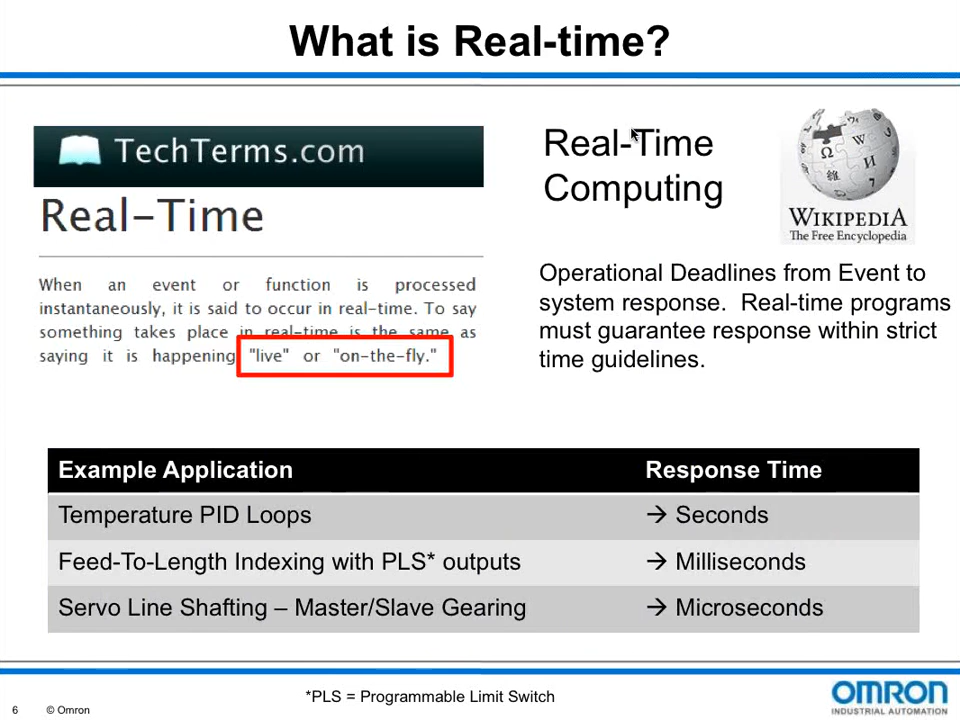 What is Real-time?
TechTerms.com
Real-Time
When an event or function is processed
instantaneously, it is said to occur in real-time. To say
something takes place in real-time is the same as
saying it is happening "live" or "on-the-fly."
Real-Time
Computing
WIKIPEDIA
The Free Encyclopedia
Operational Deadlines from Event to
system response. Real-time programs
must guarantee response within strict
time guidelines.
Example Application Response Time
Temperature PID Loops → Seconds
Feed-To-Length Indexing with PLS* outputs → Milliseconds
Servo Line Shafting – Master/Slave Gearing → Microseconds
*PLS = Programmable Limit Switch
6 © Omron
OMRON
INDUSTRIAL AUTOMATION